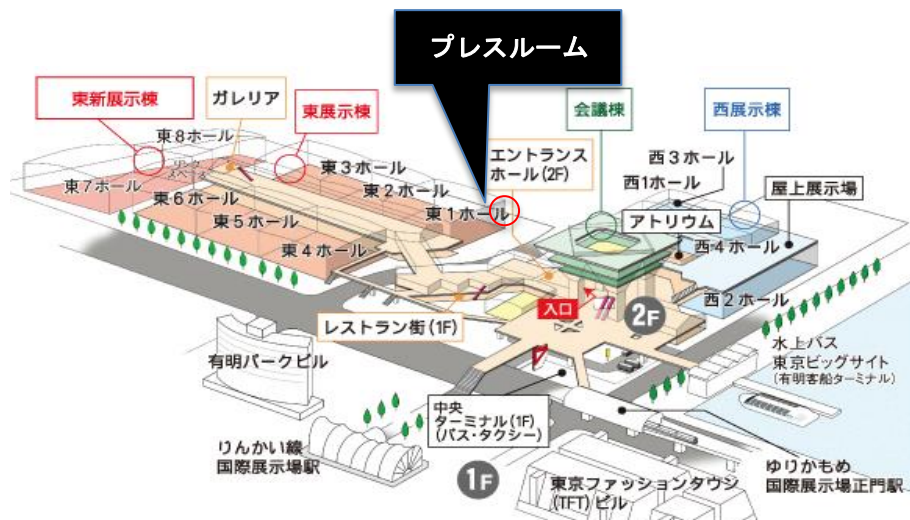 プレスルーム
東新展示棟
ガレリア
東展示棟
会議棟
西展示棟
東8ホール
リンク
スペース
東7ホール
東3ホール
東2ホール
東1ホール
東6ホール
東5ホール
東4ホール
エントランス
ホール(2F)
西3ホール
西1ホール
屋上展示場
アトリウム
西4ホール
西2ホール
入口
2F
レストラン街(1F)
有明パークビル
水上バス
東京ビッグサイト
(有明客船ターミナル)
中央
ターミナル(1F)
(バス・タクシー)
りんかい線
国際展示場駅
1F
東京ファッションタウン
(TFT)ビル
ゆりかもめ
国際展示場正門駅